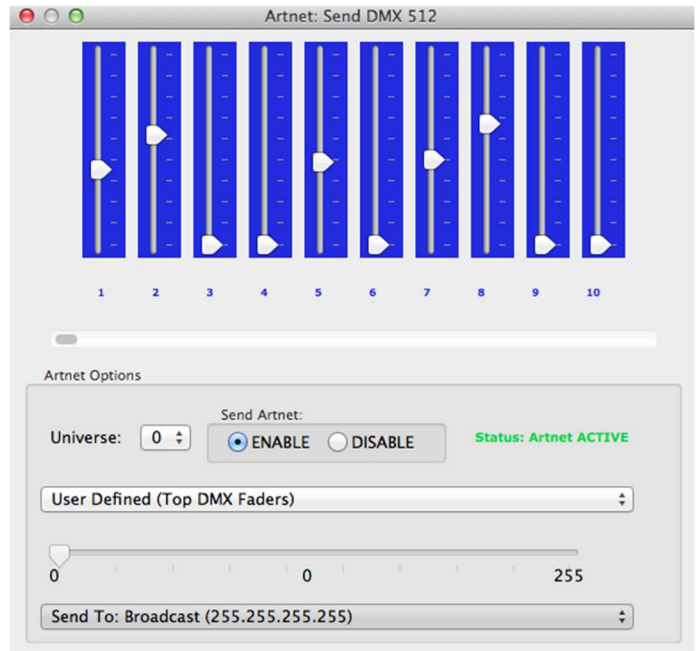 Artnet: Send DMX 512
1 2 3 4 5 6 7 8 9 10
Artnet Options
Send Artnet:
Universe: 0 ENABLE DISABLE Status: Artnet ACTIVE
User Defined (Top DMX Faders)
0 0 255
Send To: Broadcast (255.255.255.255)